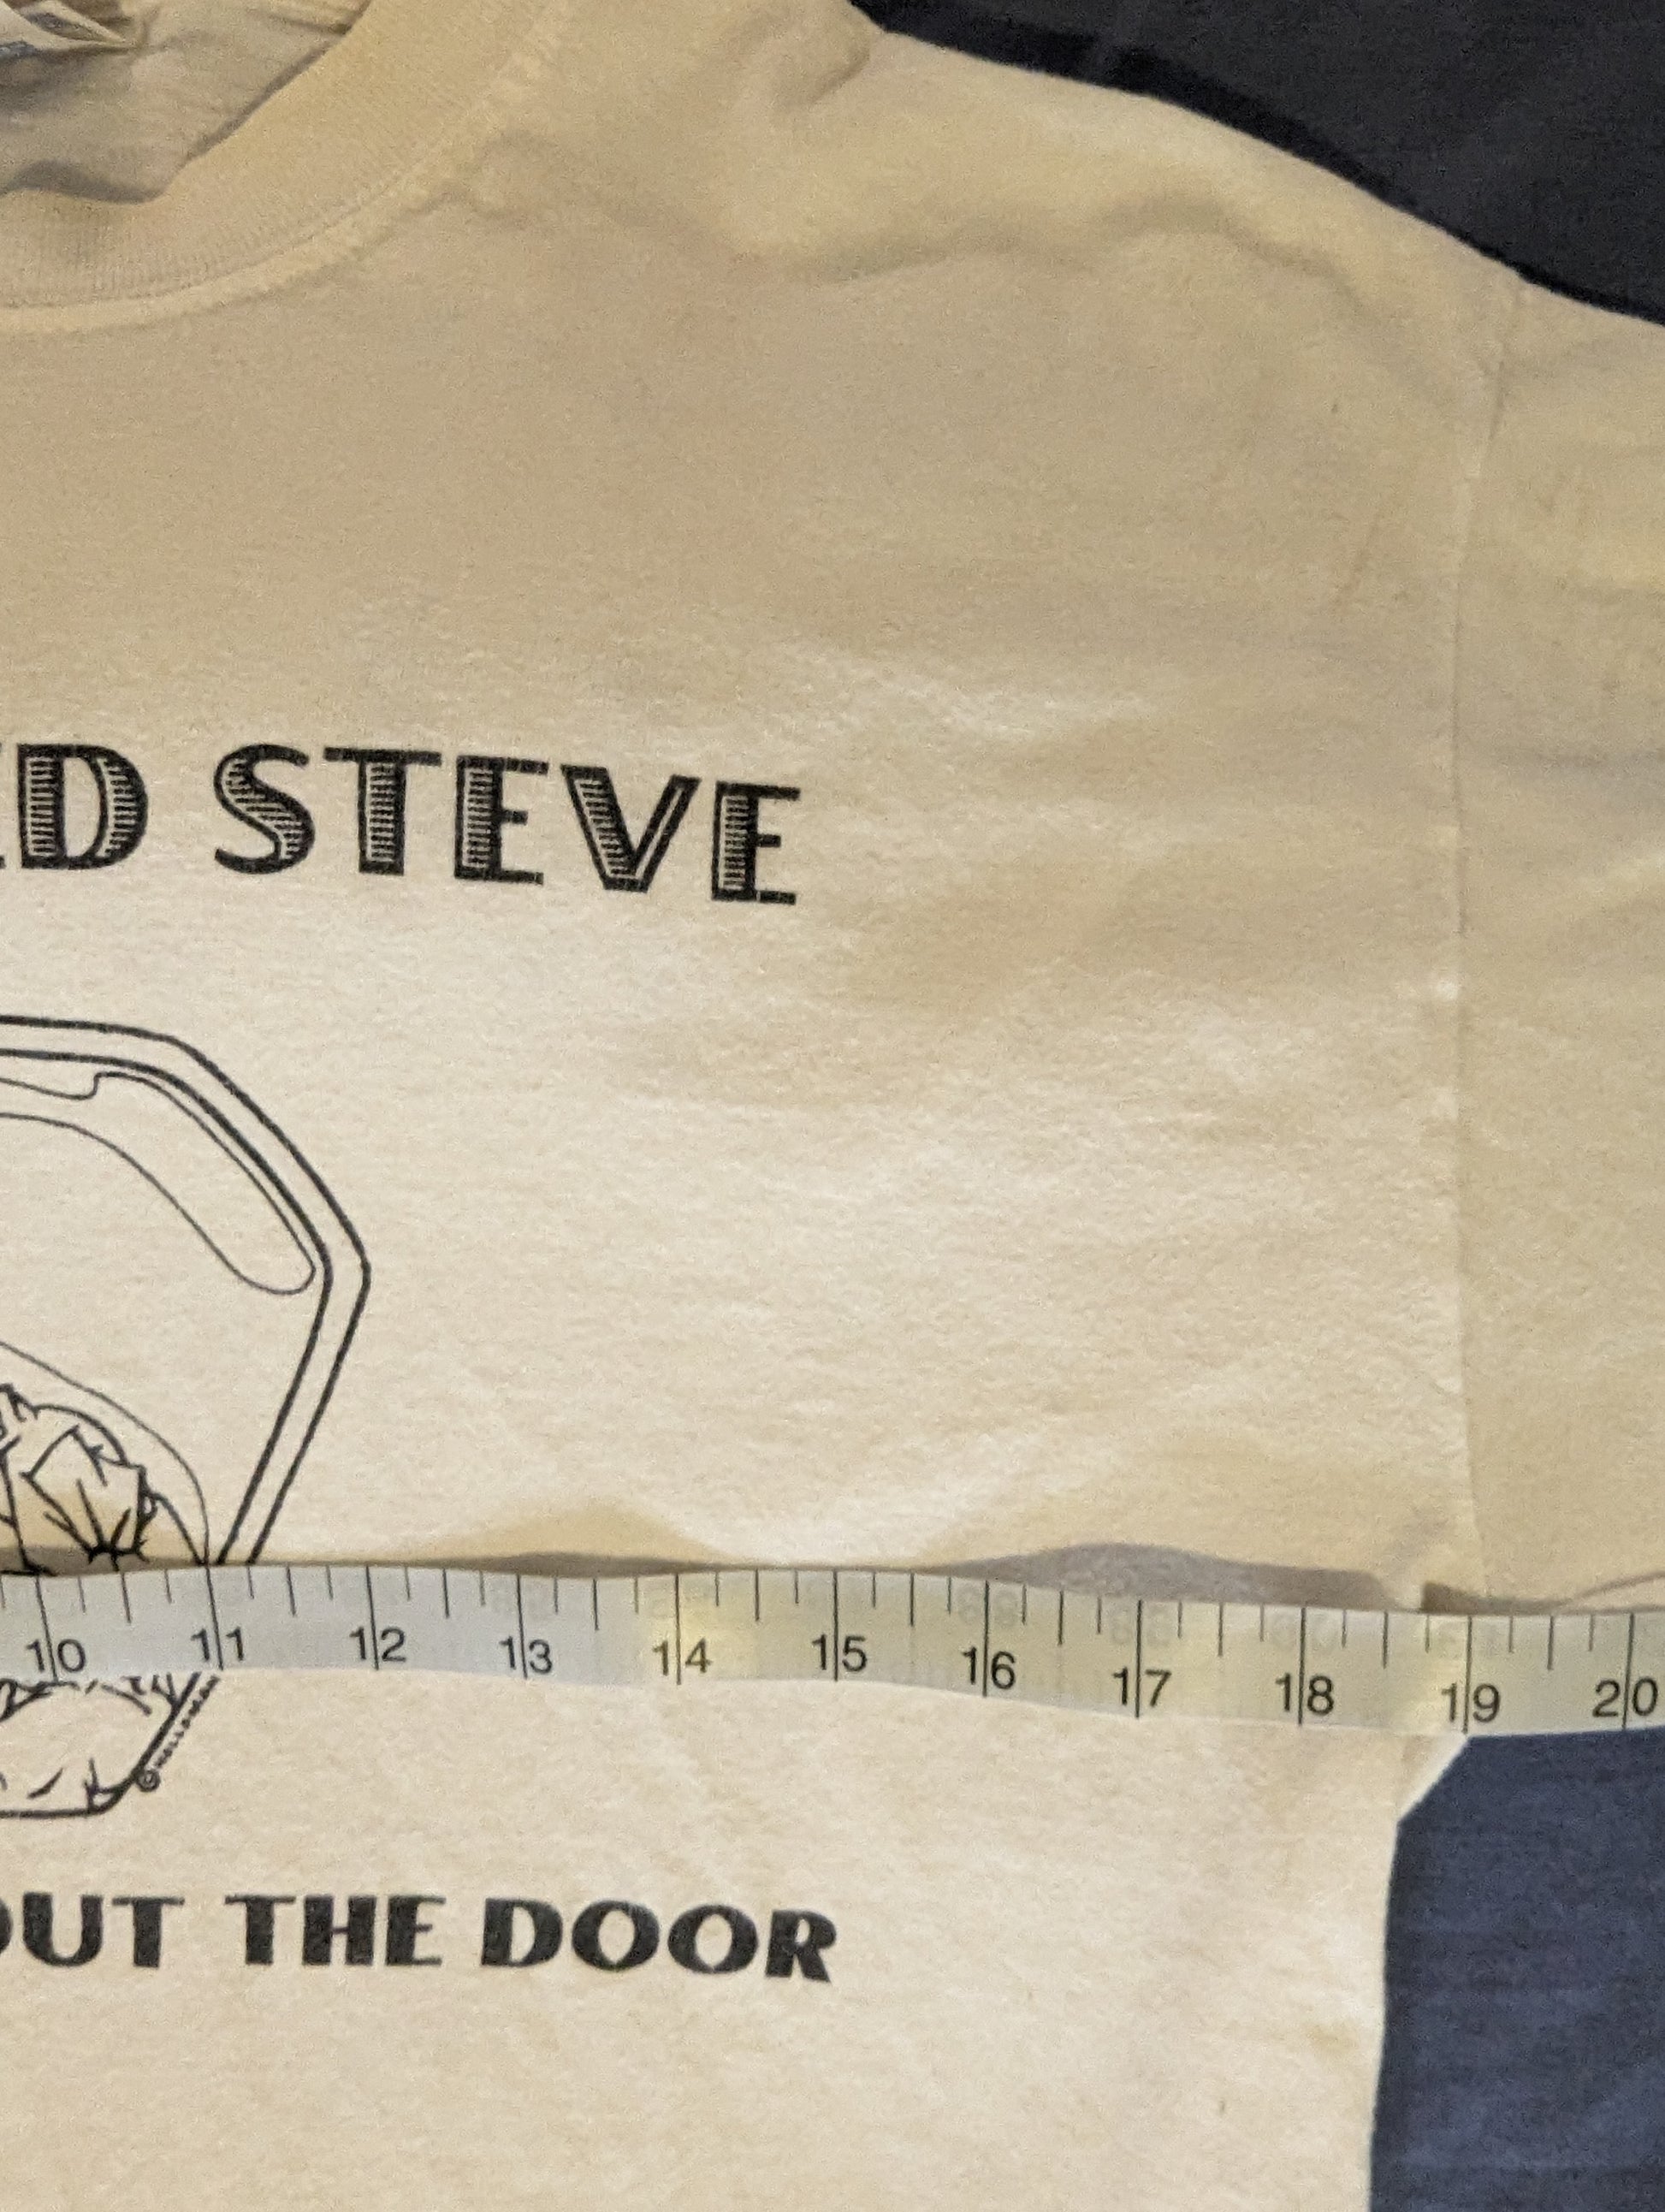 D STEVE
10 11 12 13 14 15 16 17 18 19 20
OUT THE DOOR